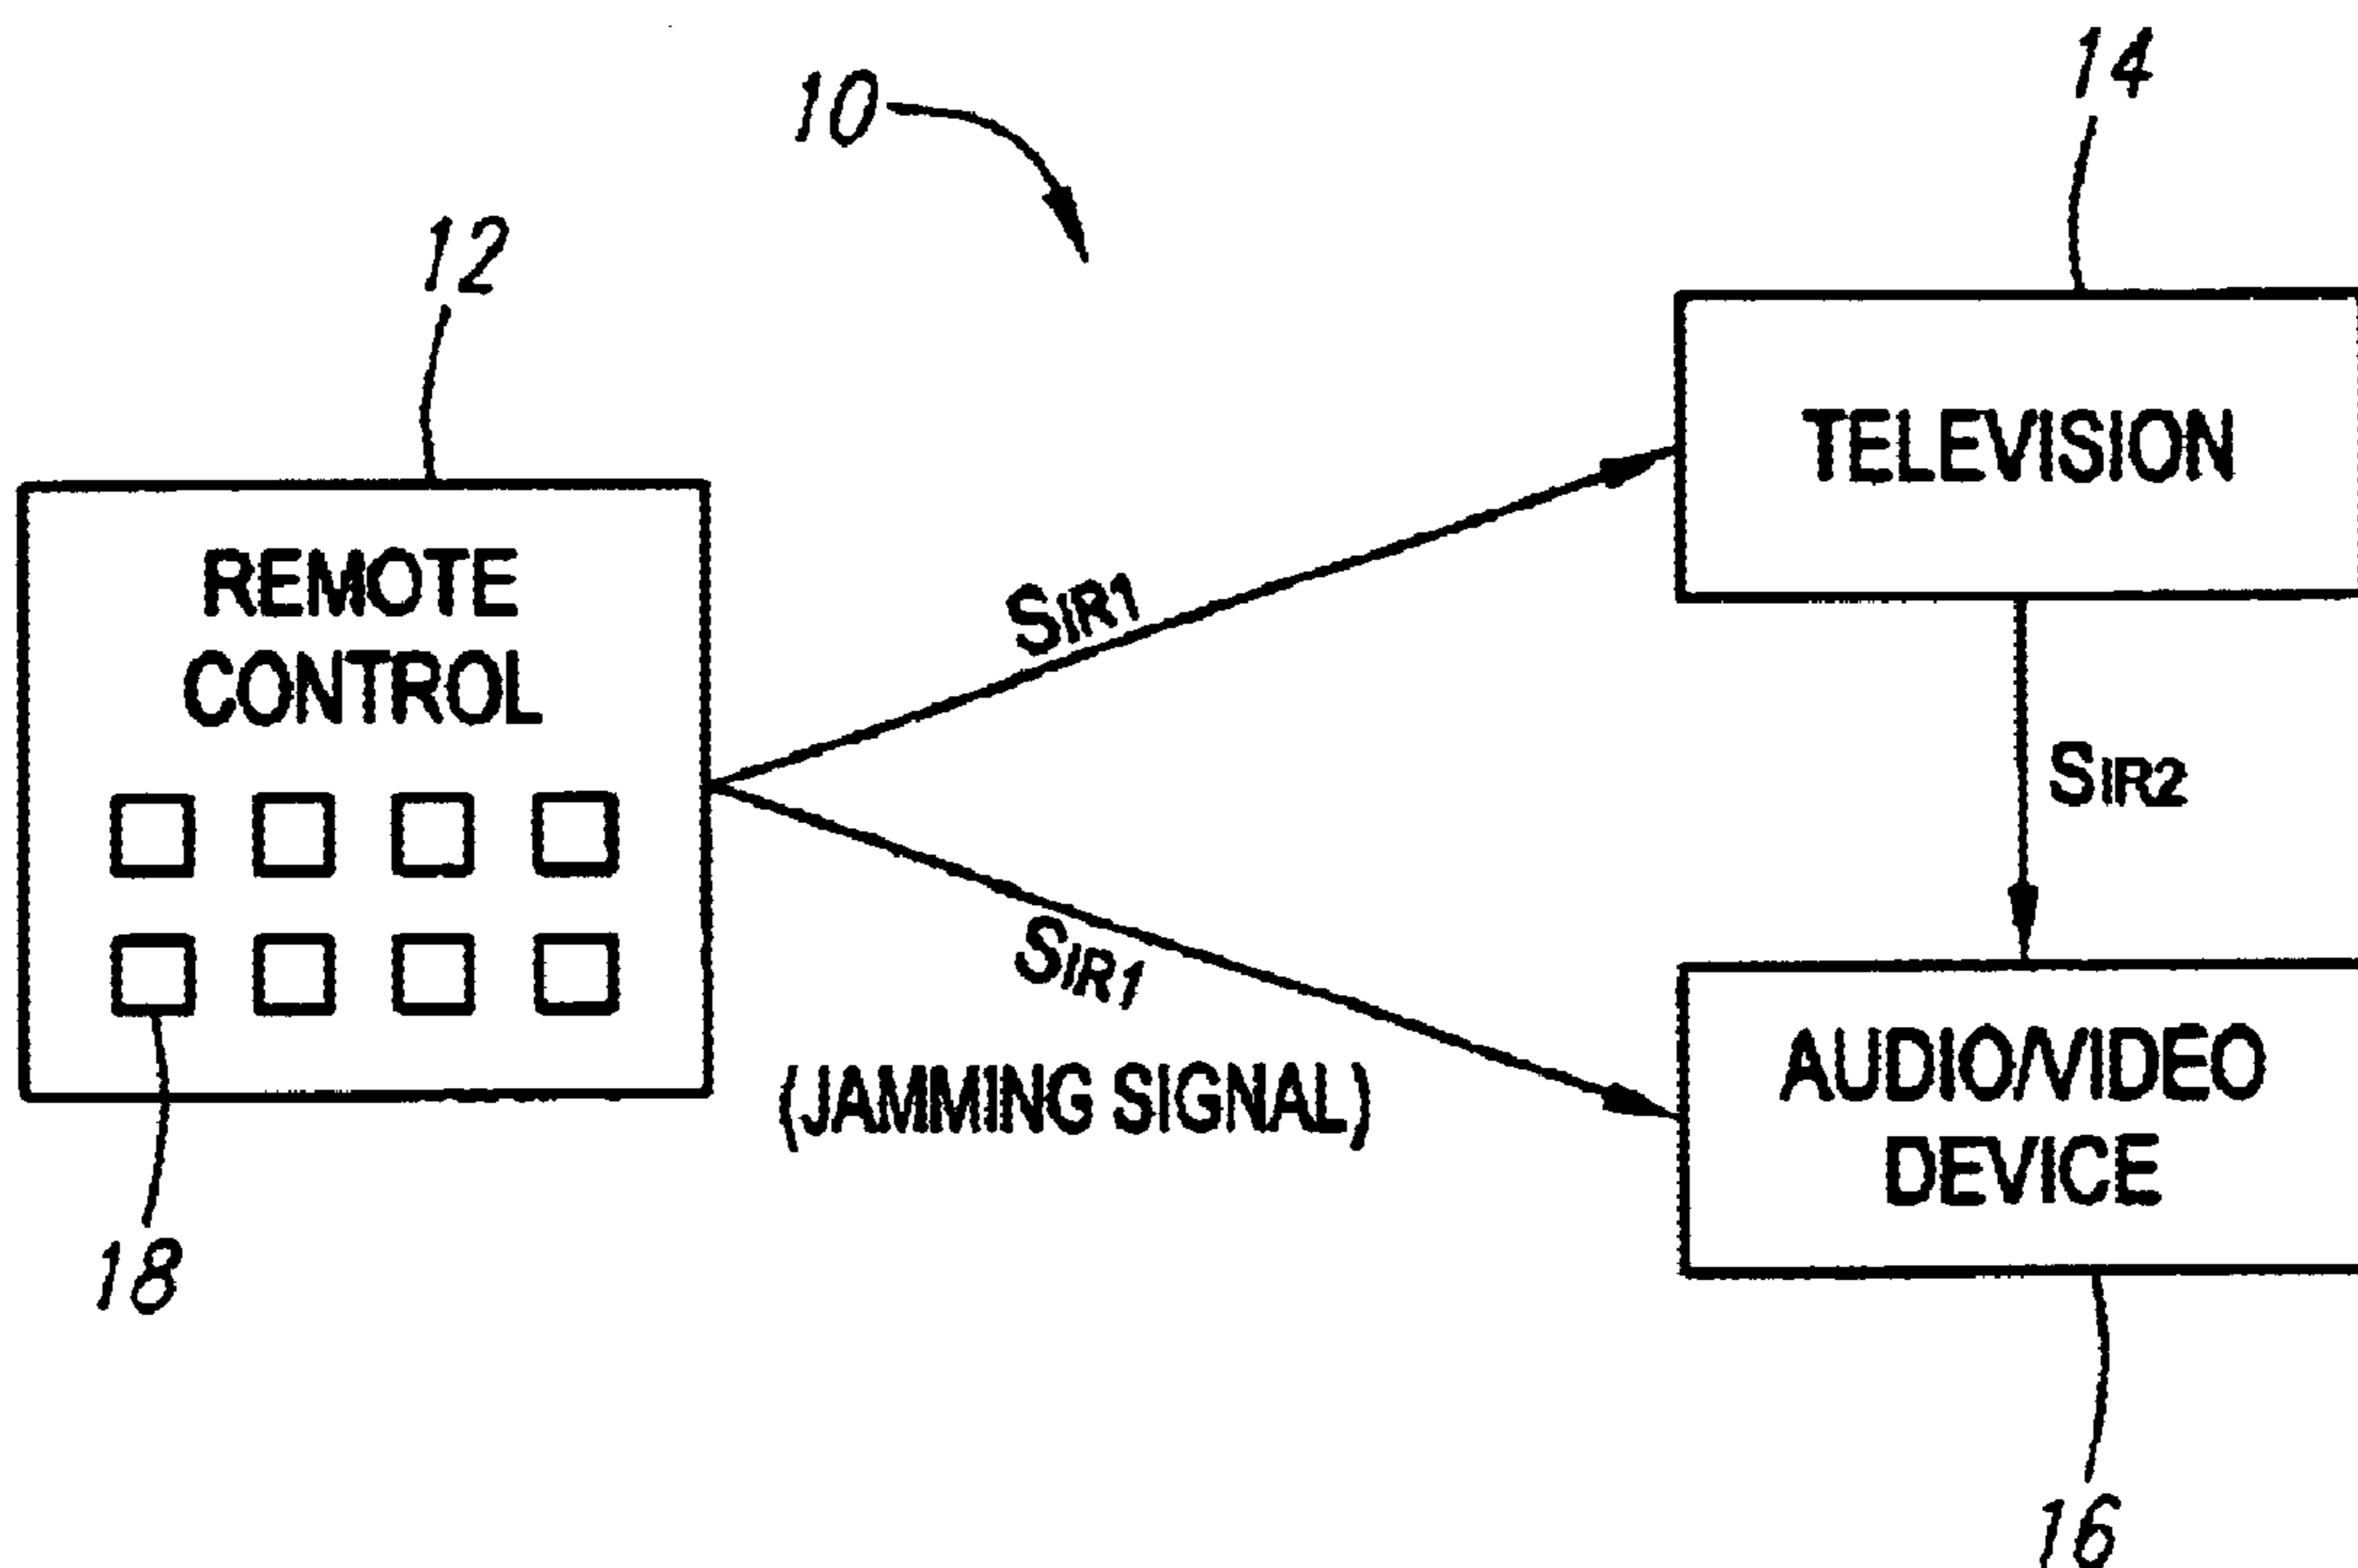 10
14
12
TELEVISION
REMOTE
CONTROL
SIR1
SIR2
SIR1
(JAMMING SIGNAL)
AUDIO/VIDEO
DEVICE
18
16